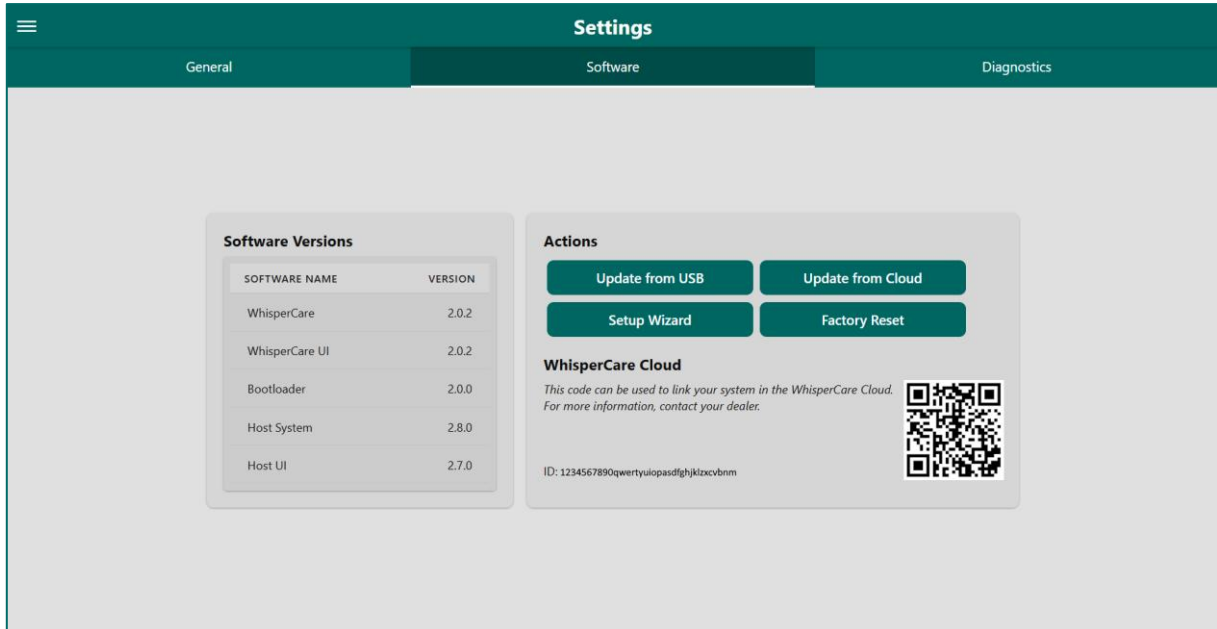 Settings
General Software Diagnostics
Software Versions
SOFTWARE NAME VERSION
WhisperCare 2.0.2
WhisperCare UI 2.0.2
Bootloader 2.0.0
Host System 2.8.0
Host UI 2.7.0
Actions
Update from USB Update from Cloud
Setup Wizard Factory Reset
WhisperCare Cloud
This code can be used to link your system in the WhisperCare Cloud.
For more information, contact your dealer.
ID: 1234567890qwertyuiopasdfghjklzxcvbnm